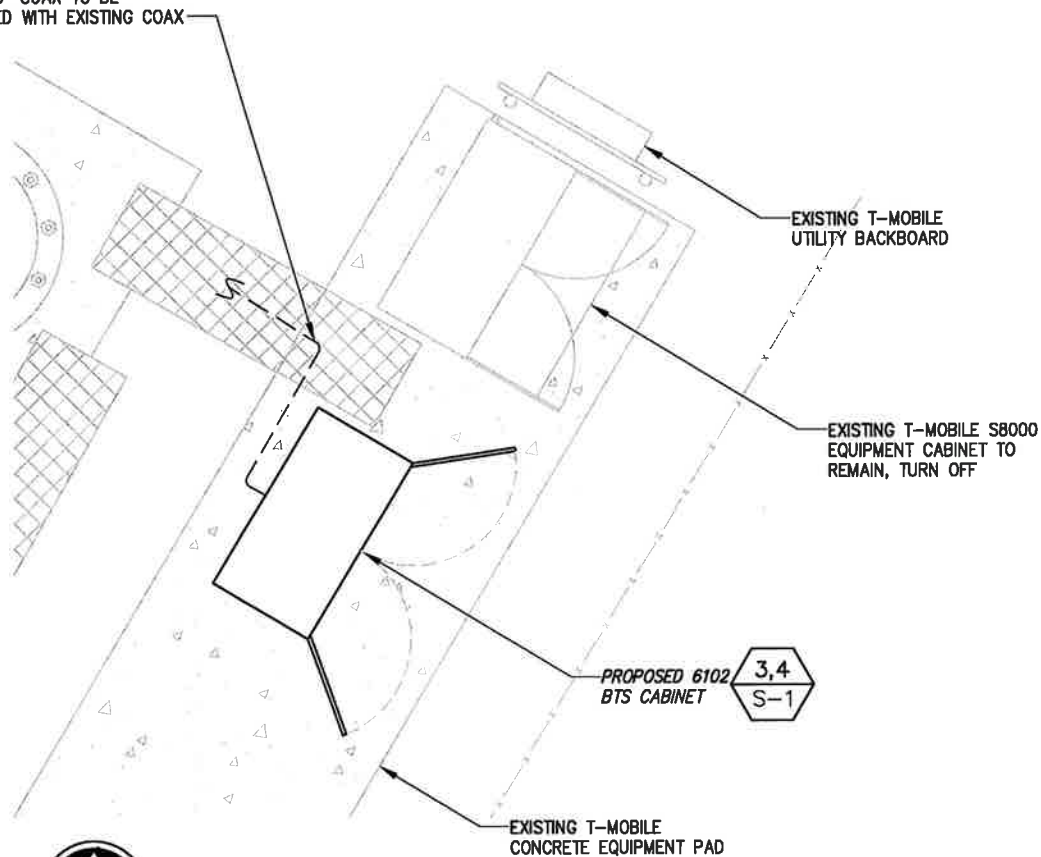 COAX TO BE
WITH EXISTING COAX
EXISTING T-MOBILE
UTILITY BACKBOARD
EXISTING T-MOBILE S8000
EQUIPMENT CABINET TO
REMAIN, TURN OFF
PROPOSED 6102
BTS CABINET
3,4
S-1
EXISTING T-MOBILE
CONCRETE EQUIPMENT PAD